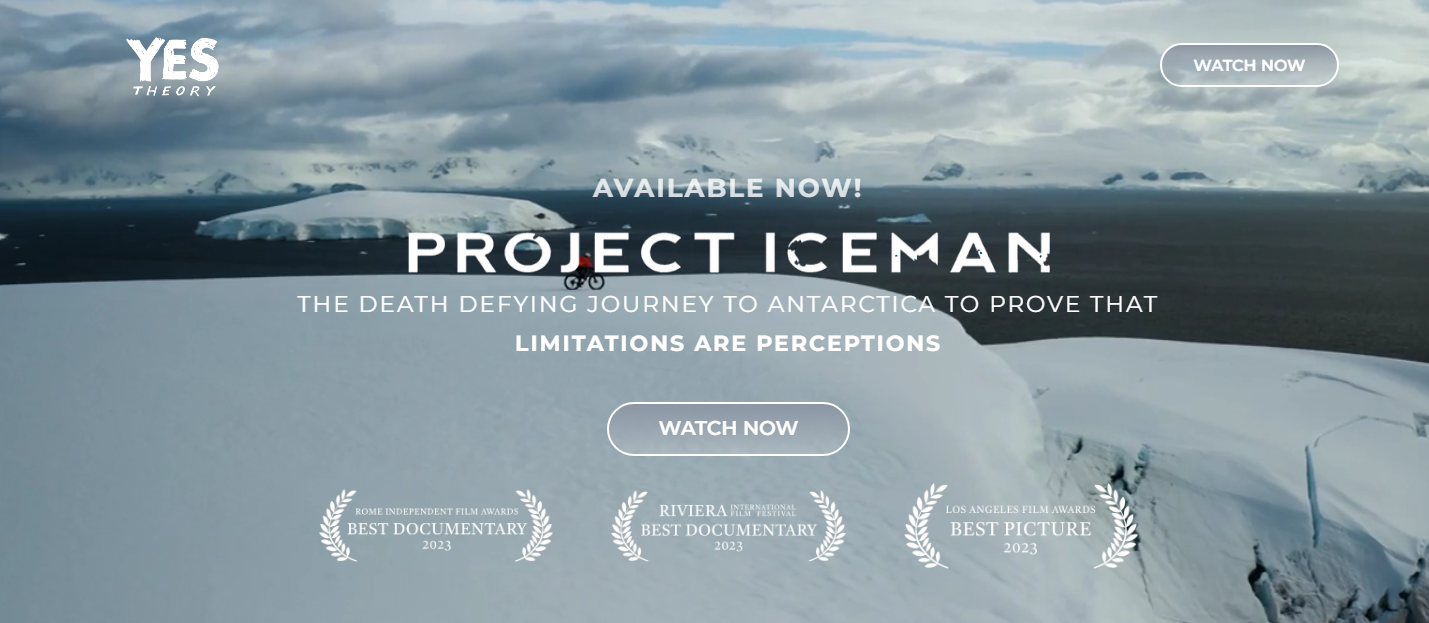 YES
THEORY
WATCH NOW
AVAILABLE NOW!
PROJECT ICEMAN
THE DEATH DEFYING JOURNEY TO ANTARCTICA TO PROVE THAT
LIMITATIONS ARE PERCEPTIONS
WATCH NOW
ROME INDEPENDENT FILM AWARDS
BEST DOCUMENTARY
2023
RIVIERA INTERNATIONAL
FILM FESTIVAL
BEST DOCUMENTARY
2023
LOS ANGELES FILM AWARDS
BEST PICTURE
2023